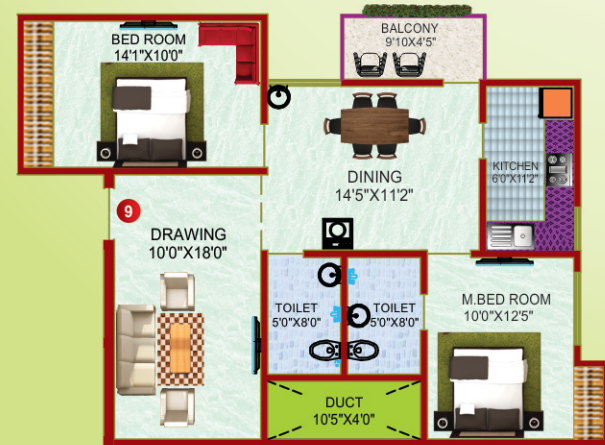 BED ROOM
14'1"X10'0"
BALCONY
9'10X4'5"
DINING
14'5"X11'2"
KITCHEN
6'0"X11'2"
9
DRAWING
10'0"X18'0"
TOILET
5'0"X8'0"
TOILET
5'0"X8'0"
M.BED ROOM
10'0"X12'5"
DUCT
10'5"X4'0"